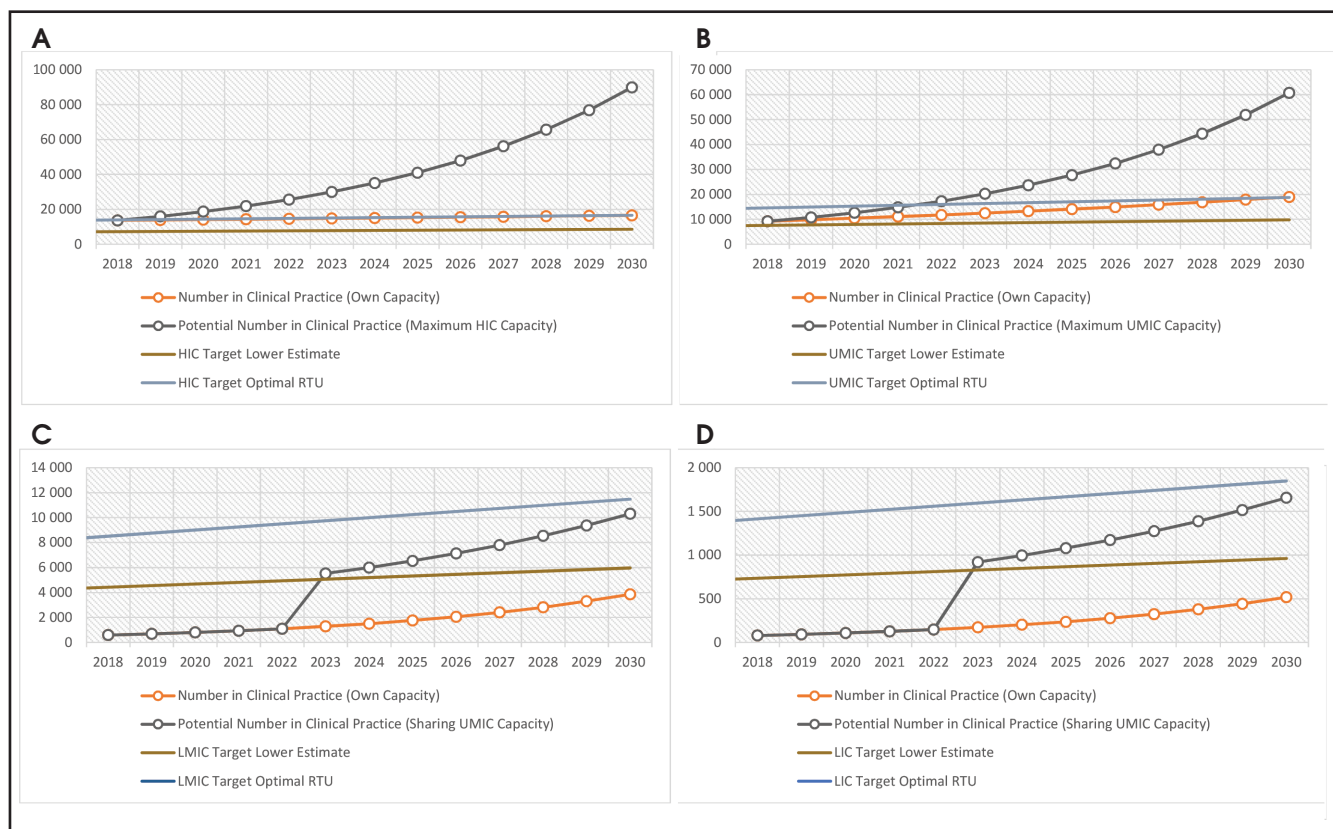 A
100 000
80 000
60 000
40 000
20 000
0
2018 2019 2020 2021 2022 2023 2024 2025 2026 2027 2028 2029 2030
Number in Clinical Practice (Own Capacity)
Potential Number in Clinical Practice (Maximum HIC Capacity)
HIC Target Lower Estimate
HIC Target Optimal RTU
B
70 000
60 000
50 000
40 000
30 000
20 000
10 000
0
2018 2019 2020 2021 2022 2023 2024 2025 2026 2027 2028 2029 2030
Number in Clinical Practice (Own Capacity)
Potential Number in Clinical Practice (Maximum UMIC Capacity)
UMIC Target Lower Estimate
UMIC Target Optimal RTU
C
14 000
12 000
10 000
8 000
6 000
4 000
2 000
0
2018 2019 2020 2021 2022 2023 2024 2025 2026 2027 2028 2029 2030
Number in Clinical Practice (Own Capacity)
Potential Number in Clinical Practice (Sharing UMIC Capacity)
LMIC Target Lower Estimate
LMIC Target Optimal RTU
D
2 000
1 500
1 000
500
0
2018 2019 2020 2021 2022 2023 2024 2025 2026 2027 2028 2029 2030
Number in Clinical Practice (Own Capacity)
Potential Number in Clinical Practice (Sharing UMIC Capacity)
LIC Target Lower Estimate
LIC Target Optimal RTU